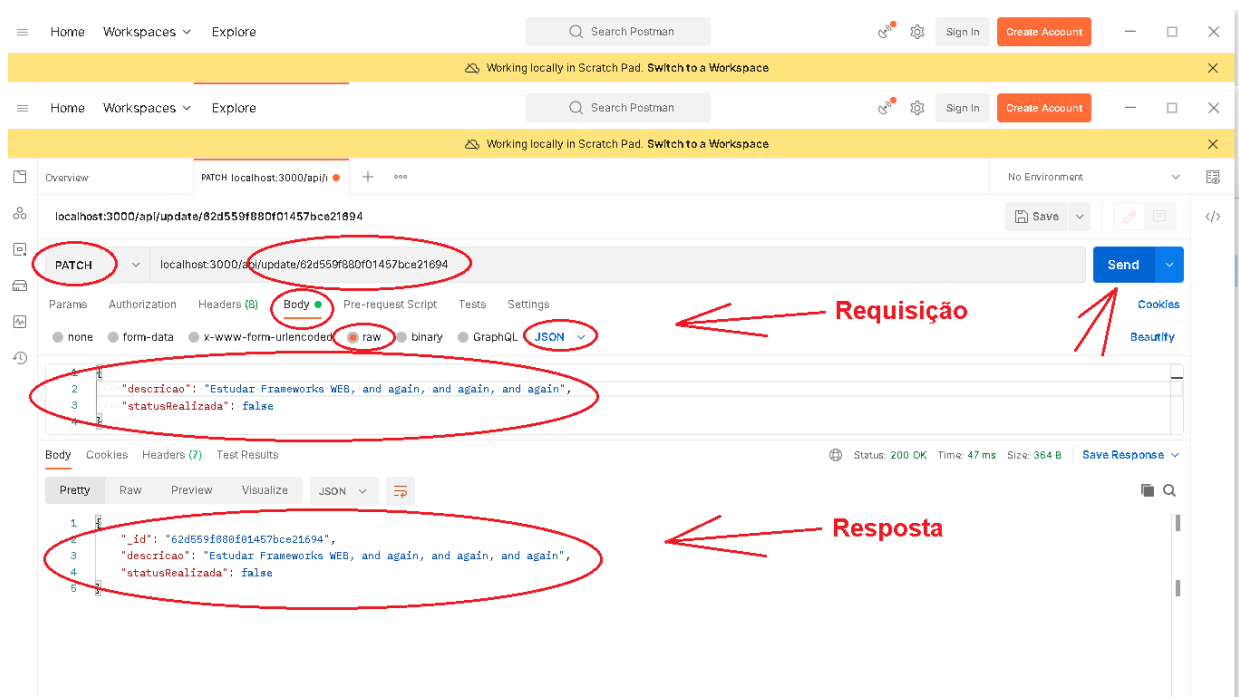 Home Workspaces Explore Search Postman Sign In Create Account
Working locally in Scratch Pad. Switch to a Workspace
Home Workspaces Explore Search Postman Sign In Create Account
Working locally in Scratch Pad. Switch to a Workspace
Overview PATCH localhost:3000/api/ No Environment
localhost:3000/api/update/62d559f880f01457bce21694 Save
PATCH localhost:3000/api/update/62d559f880f01457bce21694 Send
Params Authorization Headers (8) Body Pre-request Script Tests Settings Cookies
Requisição
none form-data x-www-form-urlencoded raw binary GraphQL JSON Beautify
1 {
2 "descricao": "Estudar Frameworks WEB, and again, and again, and again",
3 "statusRealizada": false
4 }
Body Cookies Headers (7) Test Results Status: 200 OK Time: 47 ms Size: 364 B Save Response
Pretty Raw Preview Visualize JSON
1 {
2 "_id": "62d559f880f01457bce21694",
3 "descricao": "Estudar Frameworks WEB, and again, and again, and again",
4 "statusRealizada": false
5 }
Resposta